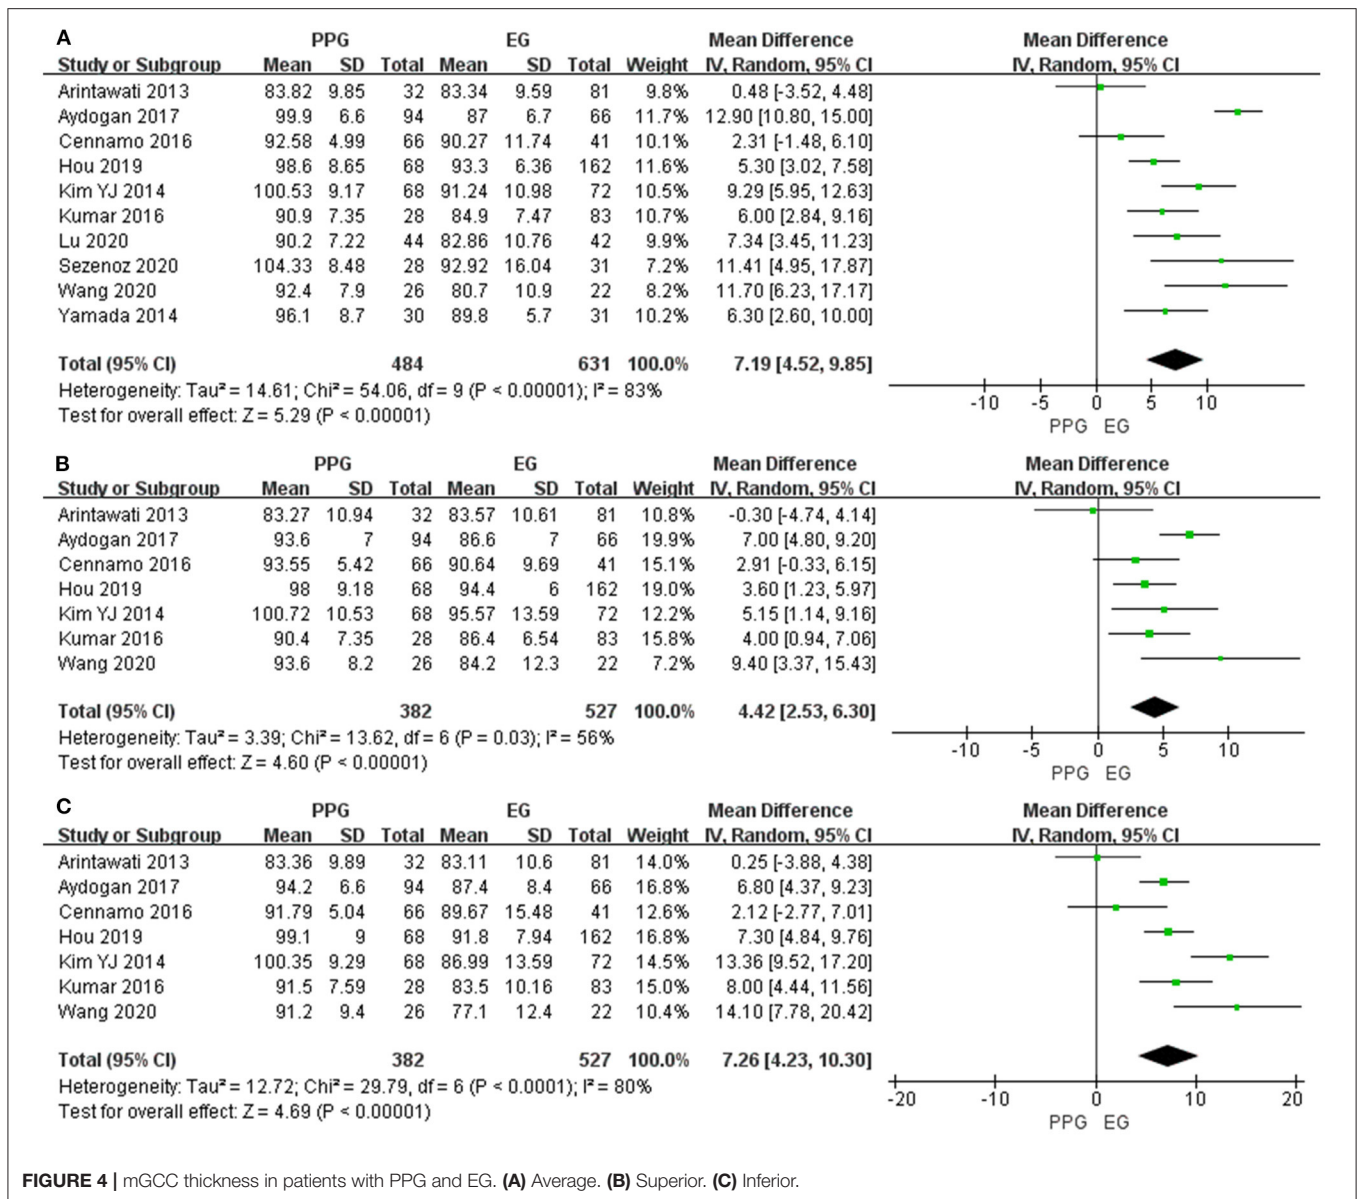 A
PPG EG Mean Difference Mean Difference
Study or Subgroup Mean SD Total Mean SD Total Weight IV, Random, 95% CI IV, Random, 95% CI
Arintawati 2013 83.82 9.85 32 83.34 9.59 81 9.8% 0.48 [-3.52, 4.48]
Aydogan 2017 99.9 6.6 94 87 6.7 66 11.7% 12.90 [10.80, 15.00]
Cennamo 2016 92.58 4.99 66 90.27 11.74 41 10.1% 2.31 [-1.48, 6.10]
Hou 2019 98.6 8.65 68 93.3 6.36 162 11.6% 5.30 [3.02, 7.58]
Kim YJ 2014 100.53 9.17 68 91.24 10.98 72 10.5% 9.29 [5.95, 12.63]
Kumar 2016 90.9 7.35 28 84.9 7.47 83 10.7% 6.00 [2.84, 9.16]
Lu 2020 90.2 7.22 44 82.86 10.76 42 9.9% 7.34 [3.45, 11.23]
Sezenoz 2020 104.33 8.48 28 92.92 16.04 31 7.2% 11.41 [4.95, 17.87]
Wang 2020 92.4 7.9 26 80.7 10.9 22 8.2% 11.70 [6.23, 17.17]
Yamada 2014 96.1 8.7 30 89.8 5.7 31 10.2% 6.30 [2.60, 10.00]
Total (95% CI) 484 631 100.0% 7.19 [4.52, 9.85]
Heterogeneity: Tau² = 14.61; Chi² = 54.06, df = 9 (P < 0.00001); I² = 83%
Test for overall effect: Z = 5.29 (P < 0.00001)
-10 -5 0 5 10
PPG EG
B
PPG EG Mean Difference Mean Difference
Study or Subgroup Mean SD Total Mean SD Total Weight IV, Random, 95% CI IV, Random, 95% CI
Arintawati 2013 83.27 10.94 32 83.57 10.61 81 10.8% -0.30 [-4.74, 4.14]
Aydogan 2017 93.6 7 94 86.6 7 66 19.9% 7.00 [4.80, 9.20]
Cennamo 2016 93.55 5.42 66 90.64 9.69 41 15.1% 2.91 [-0.33, 6.15]
Hou 2019 98 9.18 68 94.4 6 162 19.0% 3.60 [1.23, 5.97]
Kim YJ 2014 100.72 10.53 68 95.57 13.59 72 12.2% 5.15 [1.14, 9.16]
Kumar 2016 90.4 7.35 28 86.4 6.54 83 15.8% 4.00 [0.94, 7.06]
Wang 2020 93.6 8.2 26 84.2 12.3 22 7.2% 9.40 [3.37, 15.43]
Total (95% CI) 382 527 100.0% 4.42 [2.53, 6.30]
Heterogeneity: Tau² = 3.39; Chi² = 13.62, df = 6 (P = 0.03); I² = 56%
Test for overall effect: Z = 4.60 (P < 0.00001)
-10 -5 0 5 10
PPG EG
C
PPG EG Mean Difference Mean Difference
Study or Subgroup Mean SD Total Mean SD Total Weight IV, Random, 95% CI IV, Random, 95% CI
Arintawati 2013 83.36 9.89 32 83.11 10.6 81 14.0% 0.25 [-3.88, 4.38]
Aydogan 2017 94.2 6.6 94 87.4 8.4 66 16.8% 6.80 [4.37, 9.23]
Cennamo 2016 91.79 5.04 66 89.67 15.48 41 12.6% 2.12 [-2.77, 7.01]
Hou 2019 99.1 9 68 91.8 7.94 162 16.8% 7.30 [4.84, 9.76]
Kim YJ 2014 100.35 9.29 68 86.99 13.59 72 14.5% 13.36 [9.52, 17.20]
Kumar 2016 91.5 7.59 28 83.5 10.16 83 15.0% 8.00 [4.44, 11.56]
Wang 2020 91.2 9.4 26 77.1 12.4 22 10.4% 14.10 [7.78, 20.42]
Total (95% CI) 382 527 100.0% 7.26 [4.23, 10.30]
Heterogeneity: Tau² = 12.72; Chi² = 29.79, df = 6 (P < 0.0001); I² = 80%
Test for overall effect: Z = 4.69 (P < 0.00001)
-20 -10 0 10 20
PPG EG
FIGURE 4 | mGCC thickness in patients with PPG and EG. (A) Average. (B) Superior. (C) Inferior.